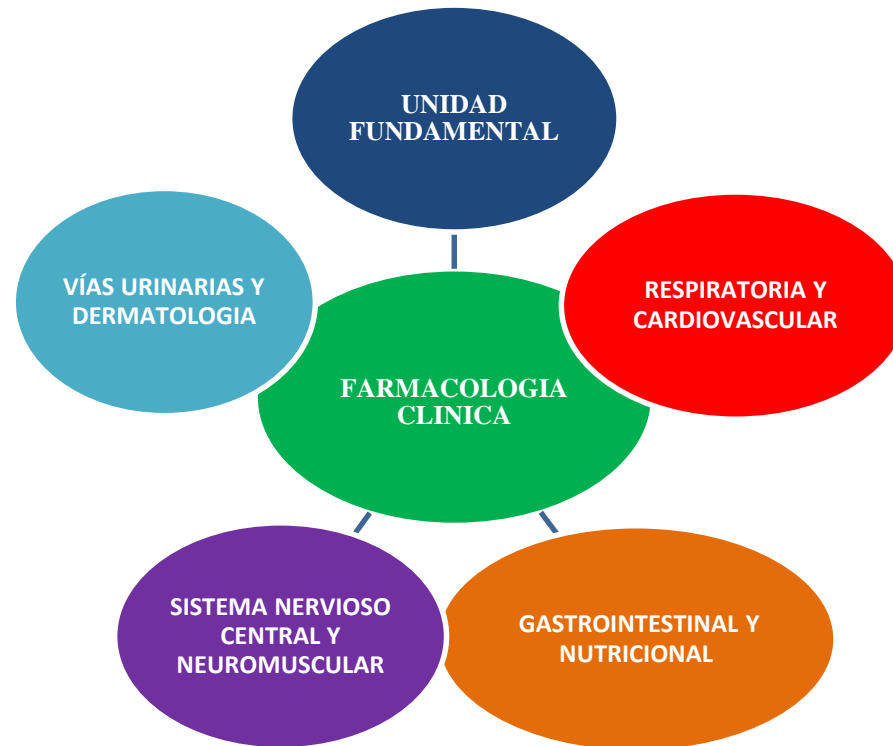 UNIDAD
FUNDAMENTAL
VÍAS URINARIAS Y
DERMATOLOGIA
RESPIRATORIA Y
CARDIOVASCULAR
FARMACOLOGIA
CLINICA
SISTEMA NERVIOSO
CENTRAL Y
NEUROMUSCULAR
GASTROINTESTINAL Y
NUTRICIONAL